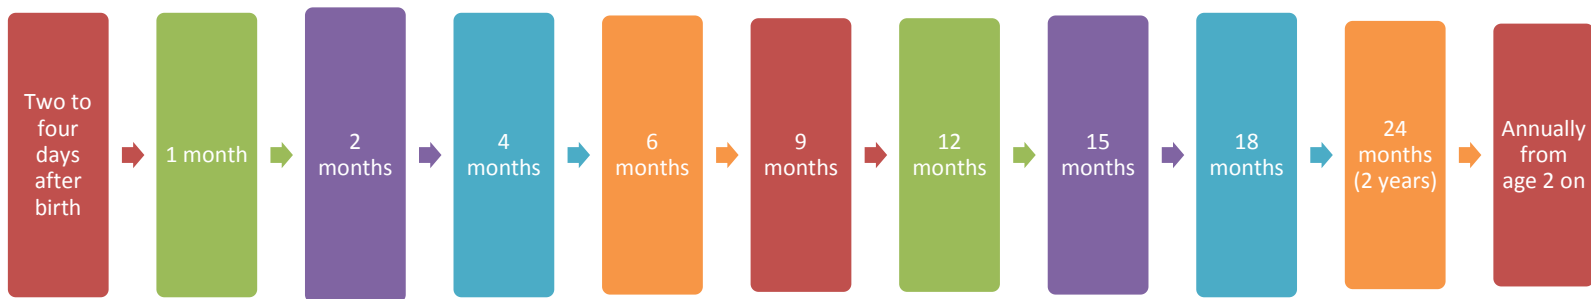 Two to
four
days
after
birth
1 month
2
months
4
months
6
months
9
months
12
months
15
months
18
months
24
months
(2 years)
Annually
from
age 2 on